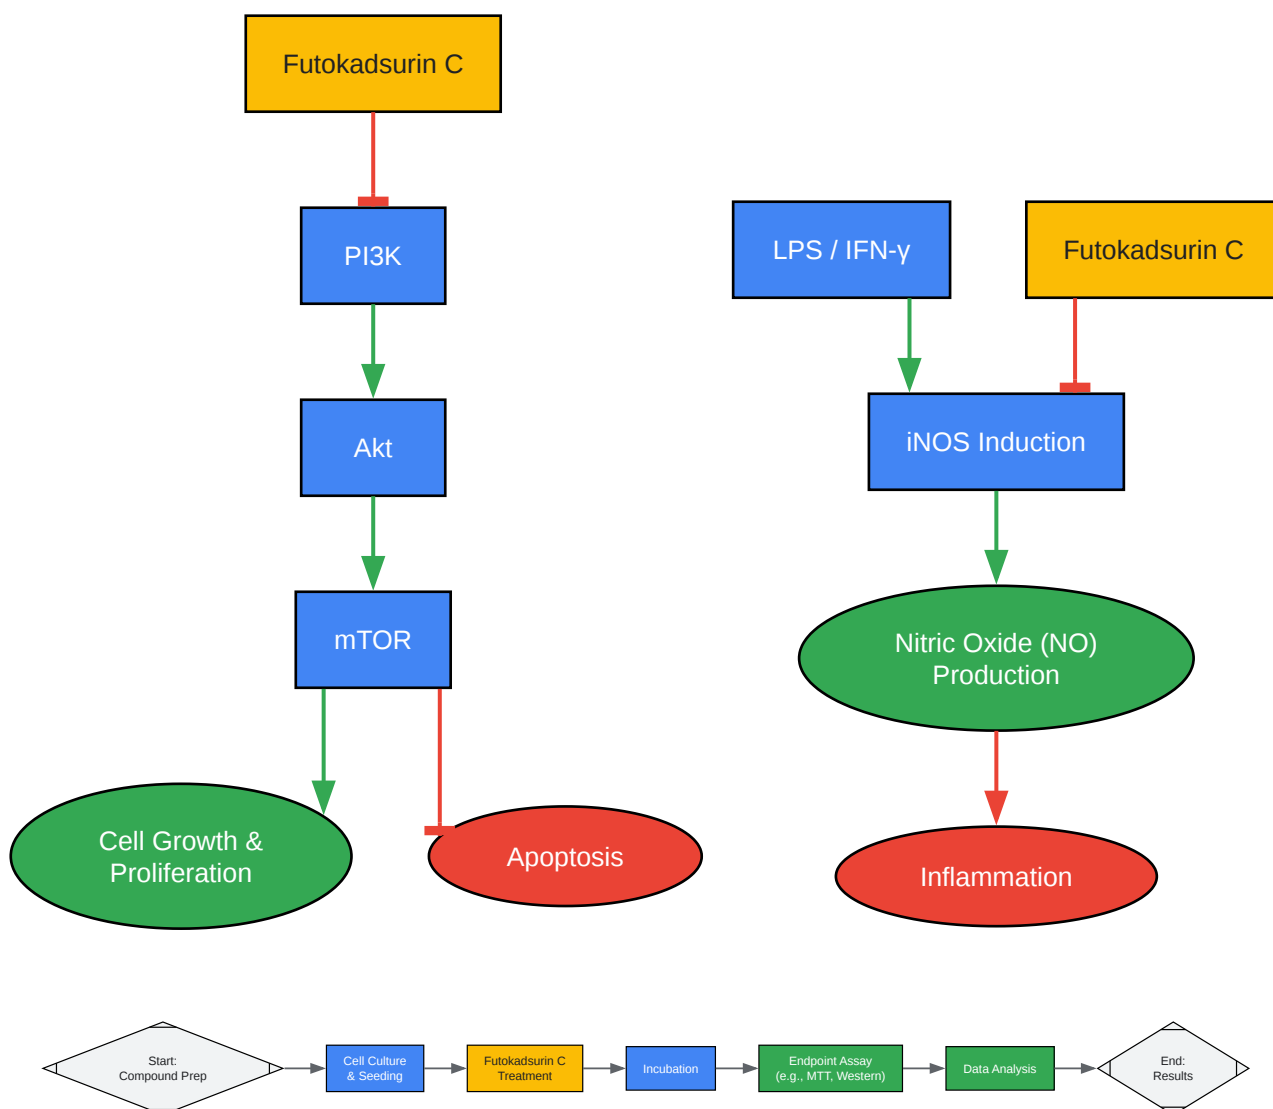 Futokadsurin C
PI3K
Akt
mTOR
Cell Growth &
Proliferation
Apoptosis
LPS / IFN-γ
Futokadsurin C
iNOS Induction
Nitric Oxide (NO)
Production
Inflammation
Start:
Compound Prep
Cell Culture
& Seeding
Futokadsurin C
Treatment
Incubation
Endpoint Assay
(e.g., MTT, Western)
Data Analysis
End:
Results